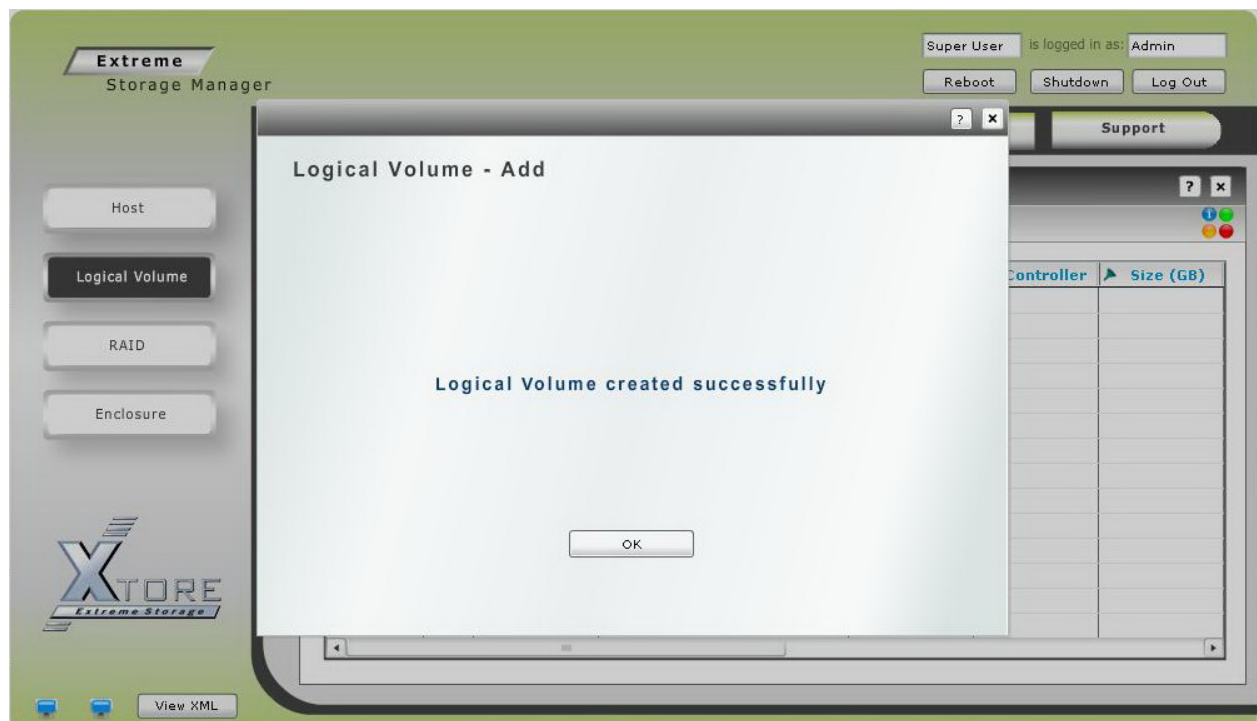 Extreme
Storage Manager
Super User is logged in as: Admin
Reboot Shutdown Log Out
Support
? ×
Logical Volume - Add
? ×
Host
Logical Volume
RAID
Enclosure
Controller Size (GB)
Logical Volume created successfully
OK
XTORE
Extreme Storage
View XML